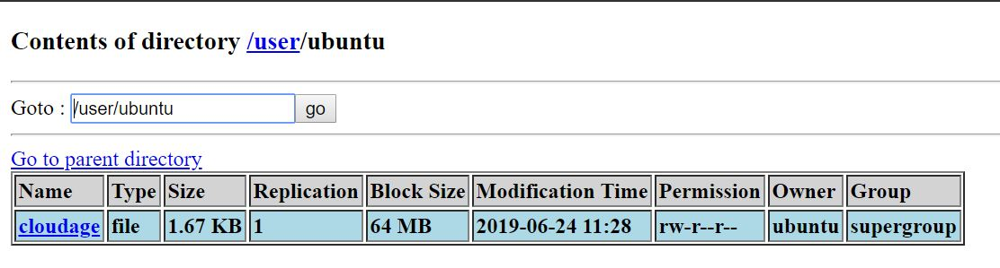 Contents of directory /user/ubuntu
Goto : /user/ubuntu go
Go to parent directory
Name Type Size Replication Block Size Modification Time Permission Owner Group
cloudage file 1.67 KB 1 64 MB 2019-06-24 11:28 rw-r--r-- ubuntu supergroup